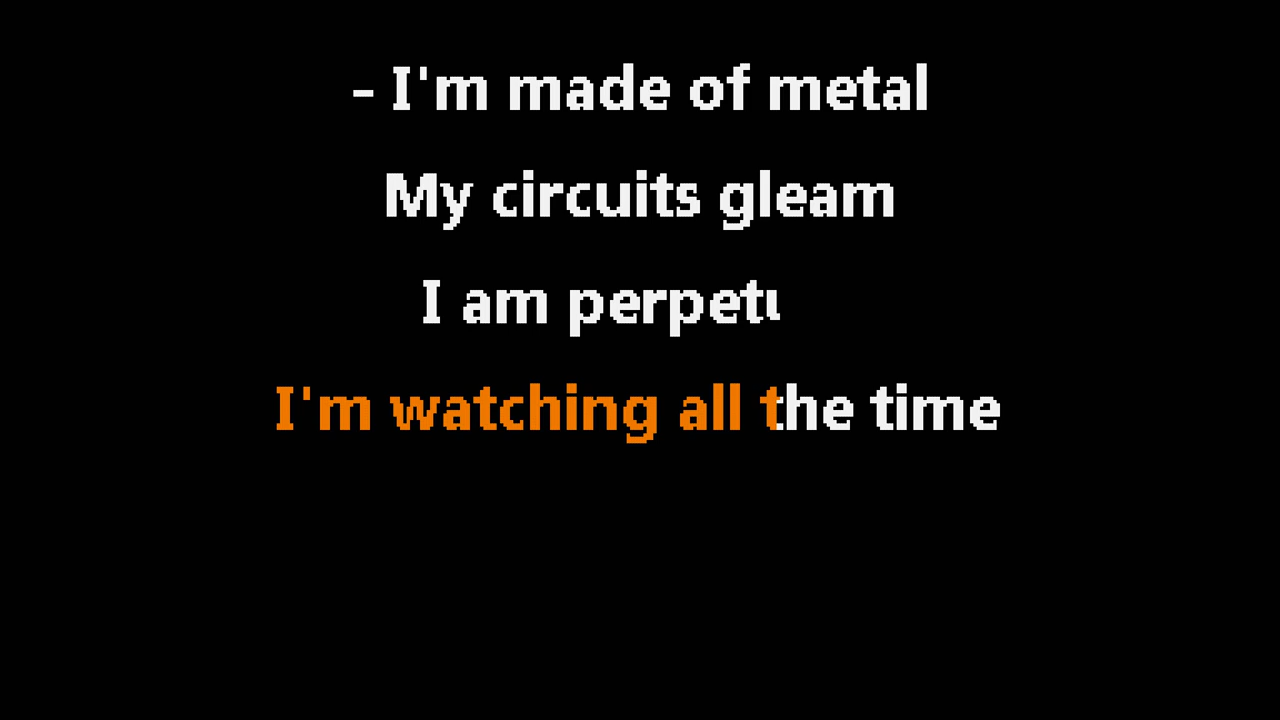 - I'm made of metal
My circuits gleam
I am perpetu
I'm watching all the time